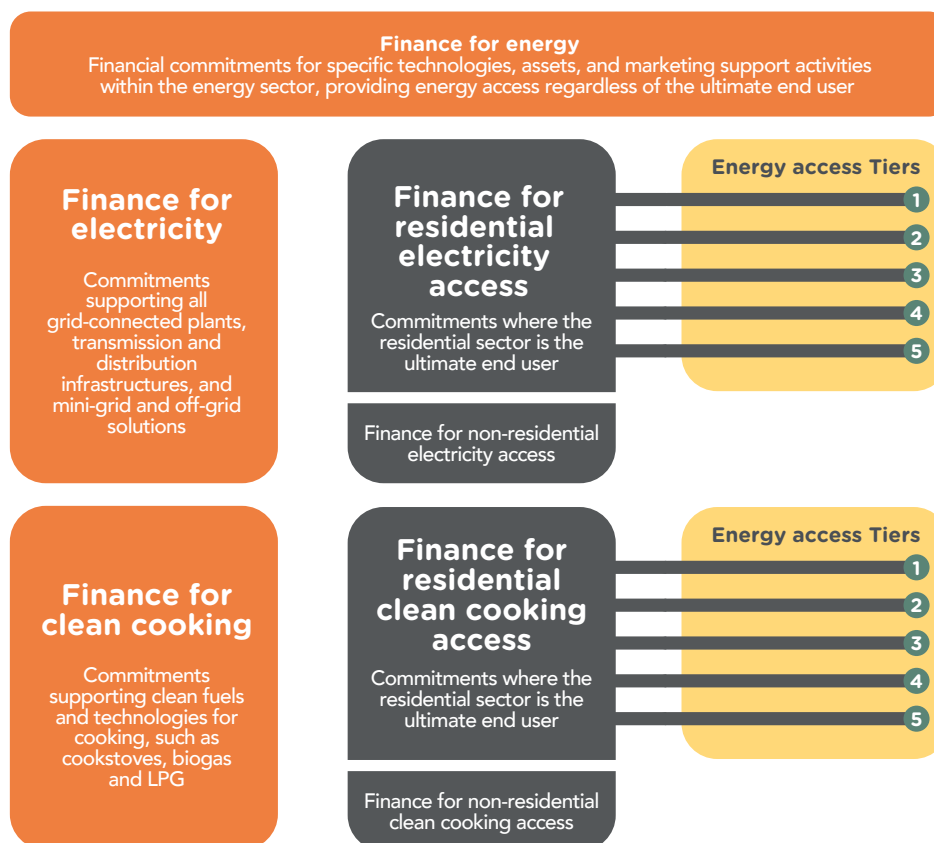 Finance for energy
Financial commitments for specific technologies, assets, and marketing support activities
within the energy sector, providing energy access regardless of the ultimate end user
Finance for
electricity
Commitments
supporting all
grid-connected plants,
transmission and
distribution
infrastructures, and
mini-grid and off-grid
solutions
Finance for
residential
electricity
access
Commitments where the
residential sector is the
ultimate end user
Finance for non-residential
electricity access
Energy access Tiers
1
2
3
4
5
Finance for
clean cooking
Commitments
supporting clean fuels
and technologies for
cooking, such as
cookstoves, biogas
and LPG
Finance for
residential
clean cooking
access
Commitments where the
residential sector is the
ultimate end user
Finance for non-residential
clean cooking access
Energy access Tiers
1
2
3
4
5